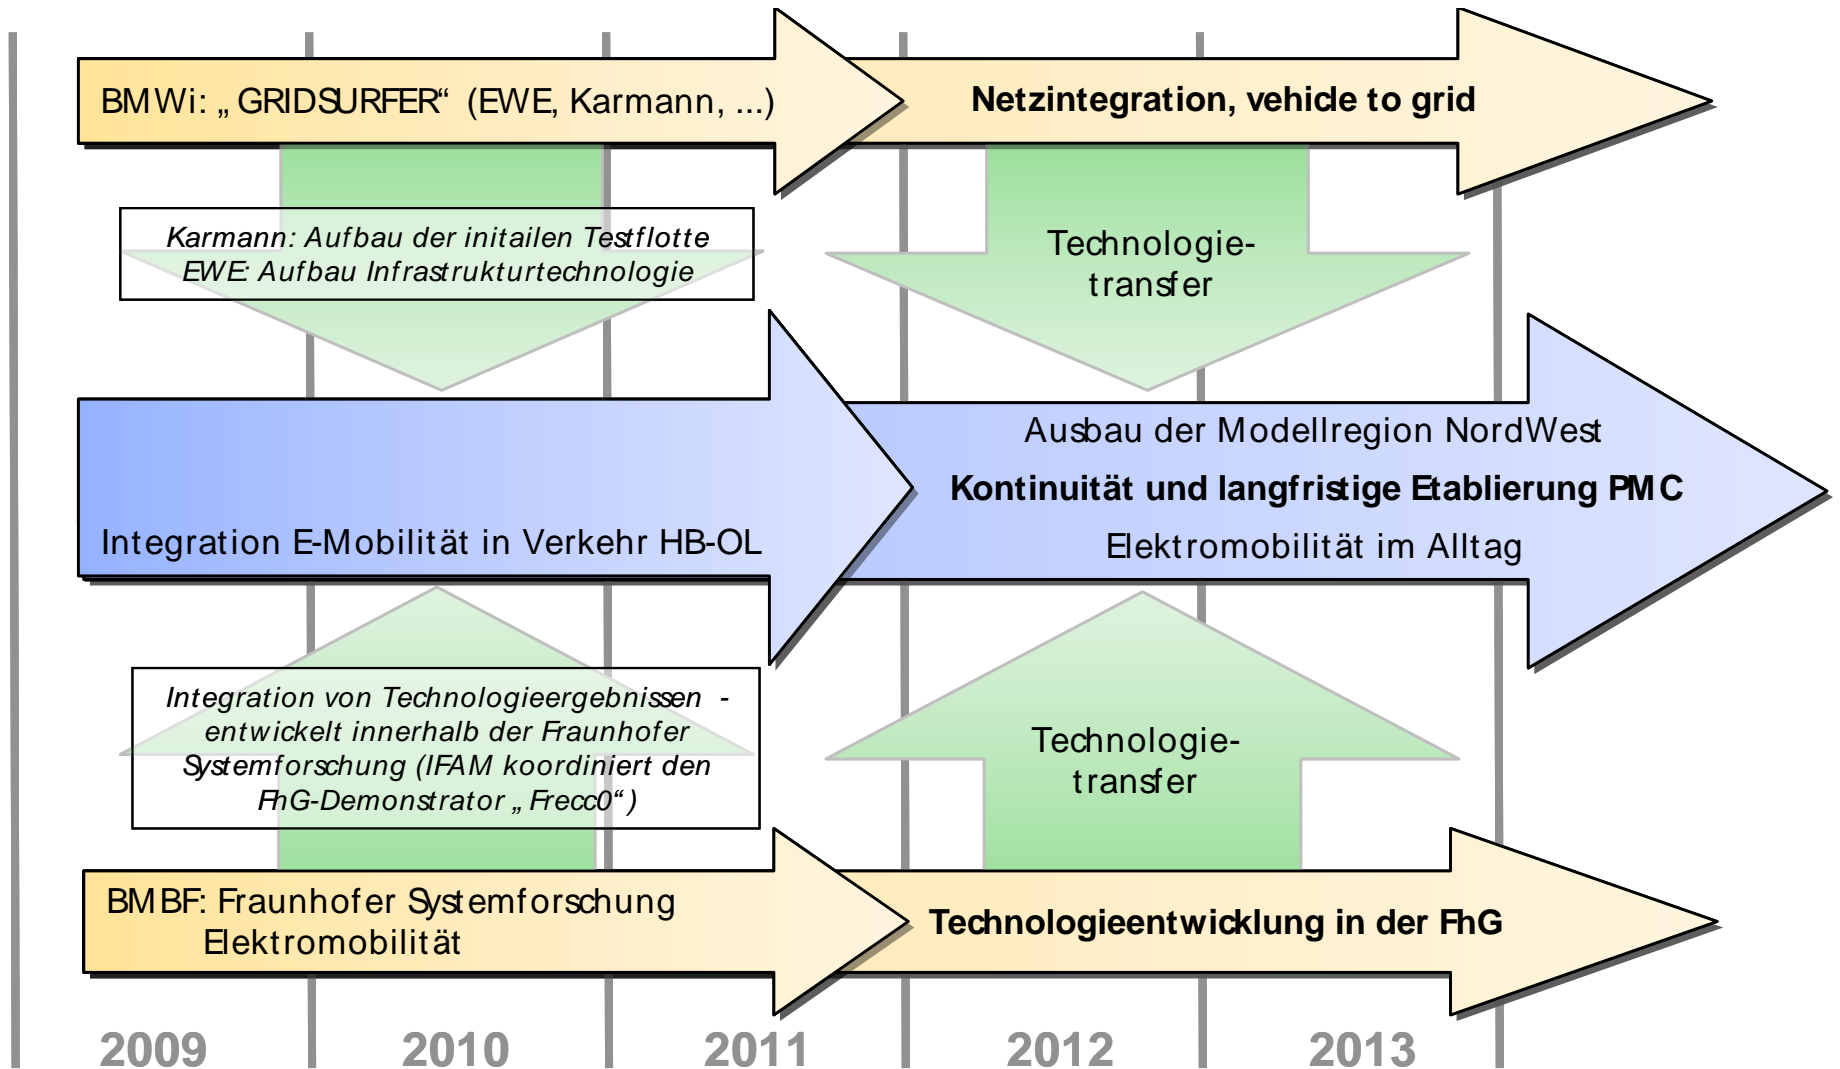 BMWi: „GRIDSURFER“ (EWE, Karmann, ...)
Netzintegration, vehicle to grid
Karmann: Aufbau der initailen Testflotte
EWE: Aufbau Infrastrukturtechnologie
Technologie-
transfer
Integration E-Mobilität in Verkehr HB-OL
Ausbau der Modellregion NordWest
Kontinuität und langfristige Etablierung PMC
Elektromobilität im Alltag
Integration von Technologieergebnissen -
entwickelt innerhalb der Fraunhofer
Systemforschung (IFAM koordiniert den
FhG-Demonstrator „Frecc0“)
Technologie-
transfer
BMBF: Fraunhofer Systemforschung
Elektromobilität
Technologieentwicklung in der FhG
2009 2010 2011 2012 2013